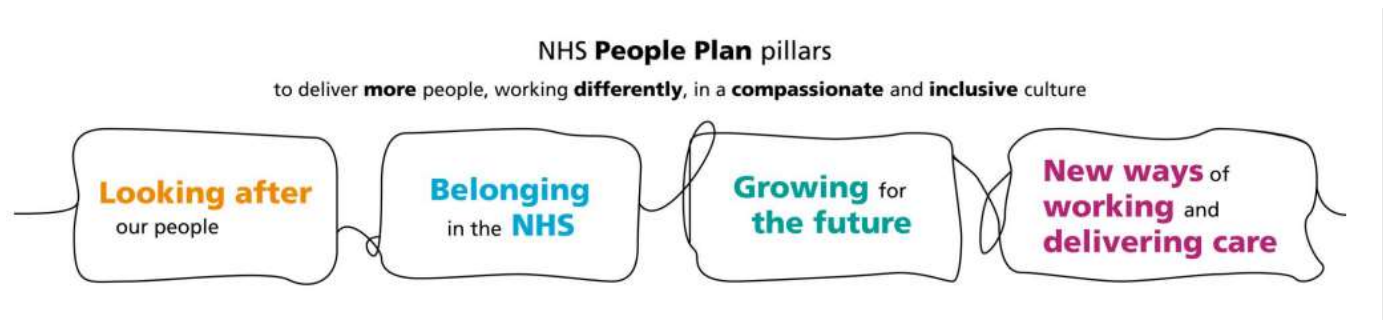 NHS People Plan pillars
to deliver more people, working differently, in a compassionate and inclusive culture
Looking after
our people
Belonging
in the NHS
Growing for
the future
New ways of
working and
delivering care